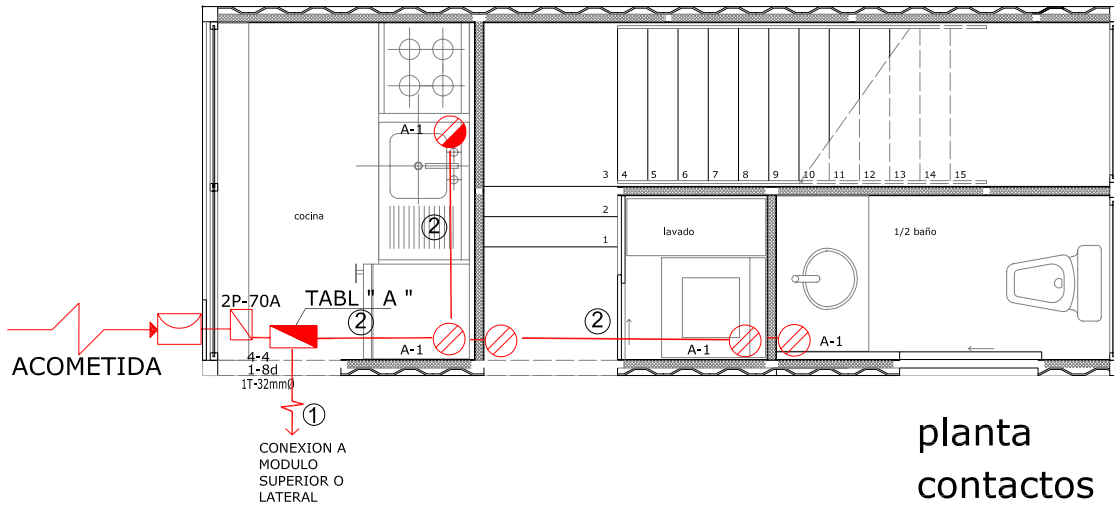 A-1
3 4 5 6 7 8 9 10 11 12 13 14 15
cocina
2
2
lavado
1/2 baño
1
2P-70A
TABL " A "
2
2
ACOMETIDA
4-4
1-8d
1T-32mmØ
A-1
A-1
A-1
1
CONEXION A
MODULO
SUPERIOR O
LATERAL
planta
contactos